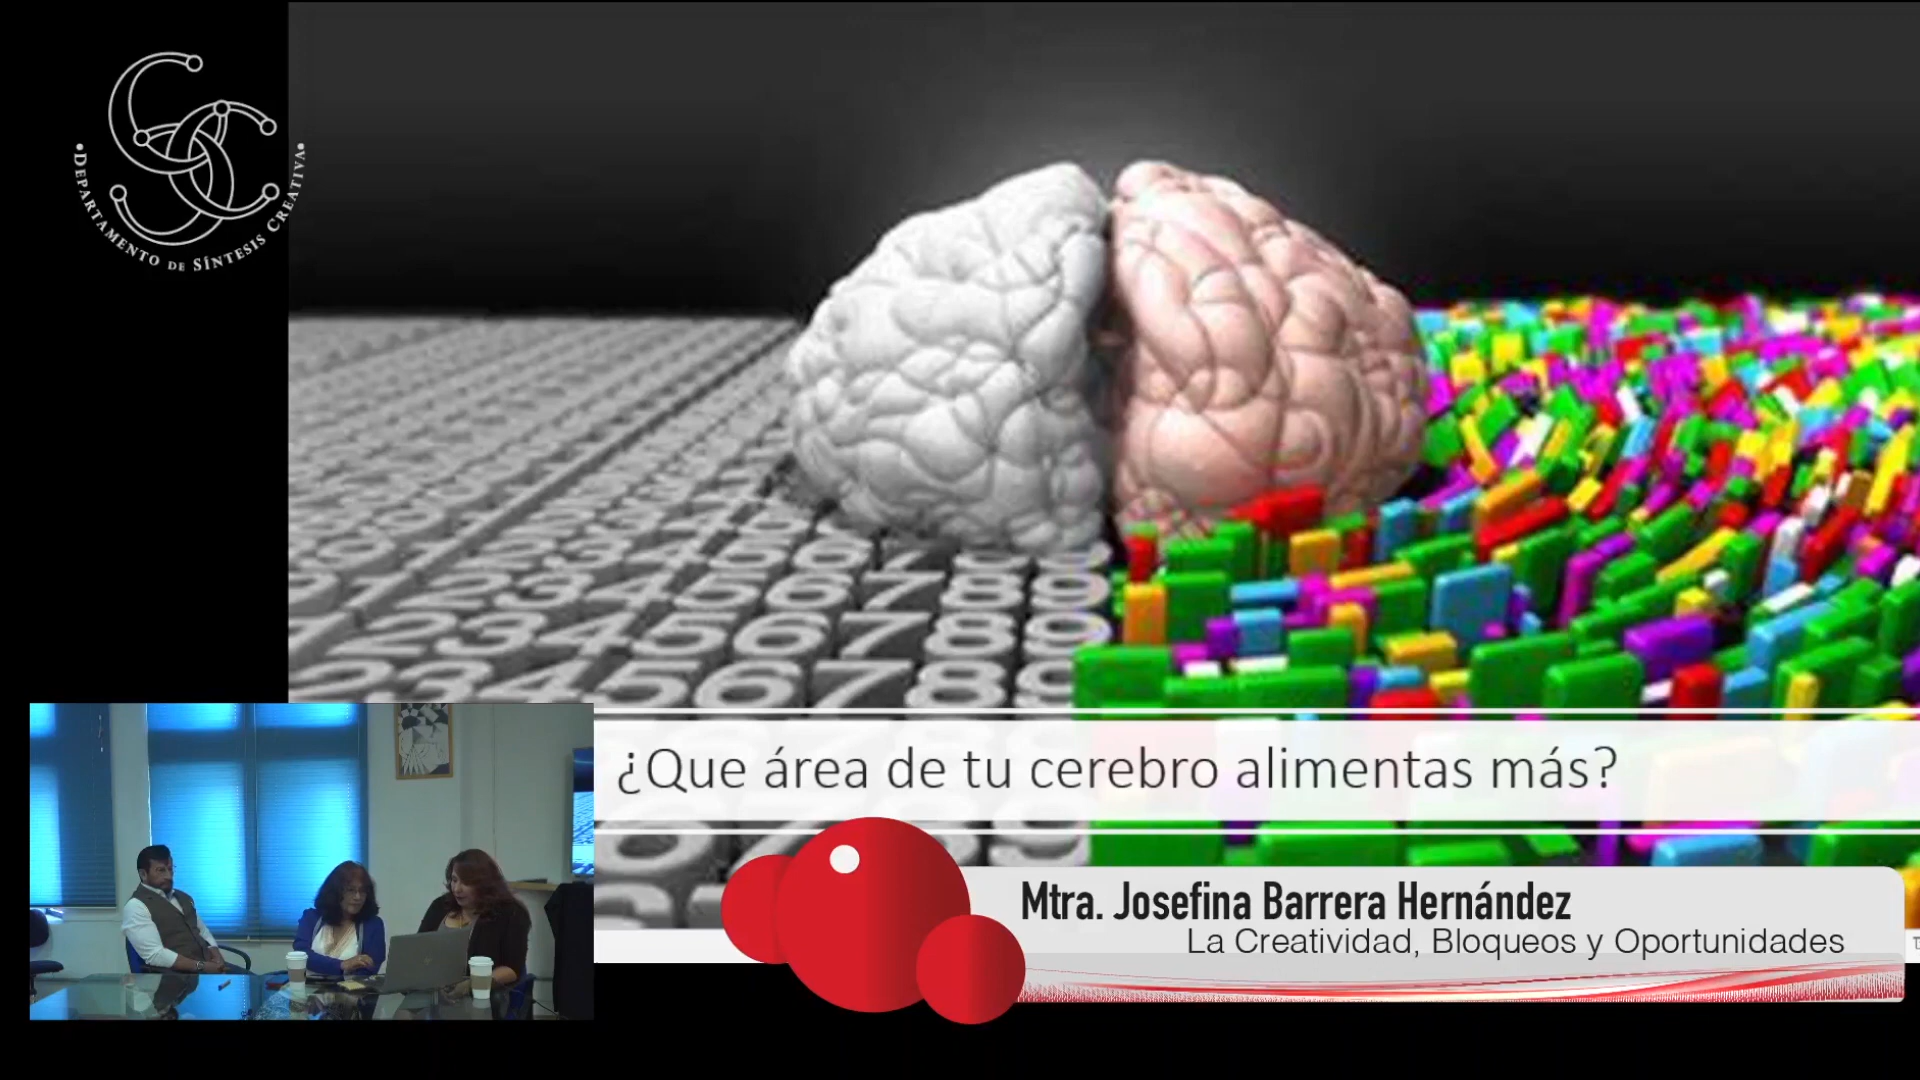 •DEPARTAMENTO DE SÍNTESIS CREATIVA•
¿Que área de tu cerebro alimentas más?
Mtra. Josefina Barrera Hernández
La Creatividad, Bloqueos y Oportunidades